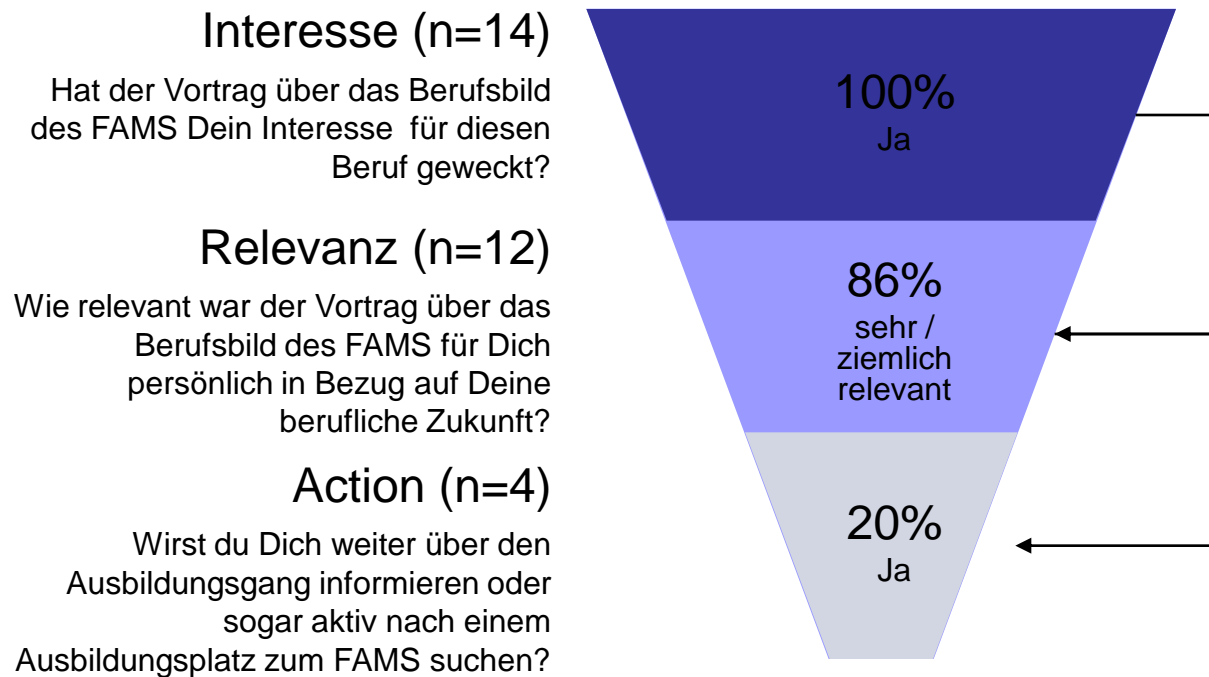 Interesse (n=14)
Hat der Vortrag über das Berufsbild
des FAMS Dein Interesse für diesen
Beruf geweckt?
100%
Ja
Relevanz (n=12)
Wie relevant war der Vortrag über das
Berufsbild des FAMS für Dich
persönlich in Bezug auf Deine
berufliche Zukunft?
86%
sehr /
ziemlich
relevant
Action (n=4)
Wirst du Dich weiter über den
Ausbildungsgang informieren oder
sogar aktiv nach einem
Ausbildungsplatz zum FAMS suchen?
20%
Ja